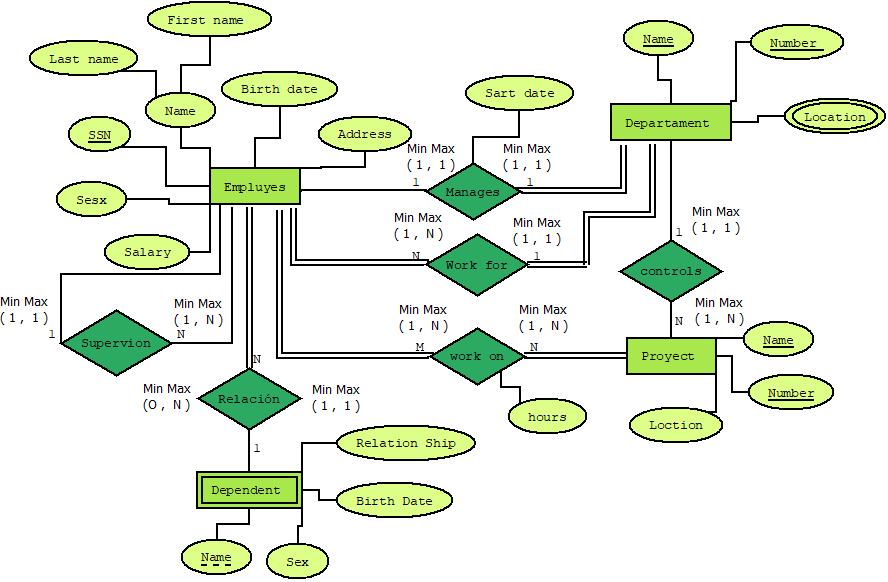 First name
Last name
Name
Birth date
SSN
Address
Sesx
Salary
Empluyes
Sart date
Name
Number
Location
Departament
Min Max
( 1 , 1 )
1
Min Max
( 1 , 1 )
1
Manages
Min Max
( 1 , N )
N
Min Max
( 1 , 1 )
1
Work for
Min Max
( 1 , 1 )
1
controls
Min Max
( 1 , N )
N
Min Max
( 1 , 1 )
1
Min Max
( 1 , N )
N
Supervion
Min Max
( 1 , N )
M
Min Max
( 1 , N )
N
work on
hours
Proyect
Name
Number
Loction
N
Min Max
(0 , N )
Min Max
( 1 , 1 )
Relación
1
Relation Ship
Dependent
Birth Date
Name
Sex